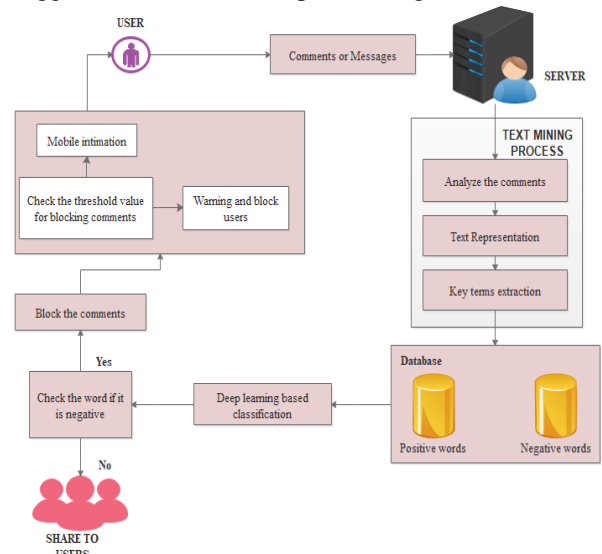 USER
Comments or Messages
SERVER
TEXT MINING
PROCESS
Analyze the comments
Text Representation
Key terms extraction
Mobile intimation
Check the threshold value
for blocking comments
Warning and block
users
Block the comments
Yes
Check the word if it
is negative
No
Deep learning based
classification
Database
Positive words
Negative words
SHARE TO
USERS